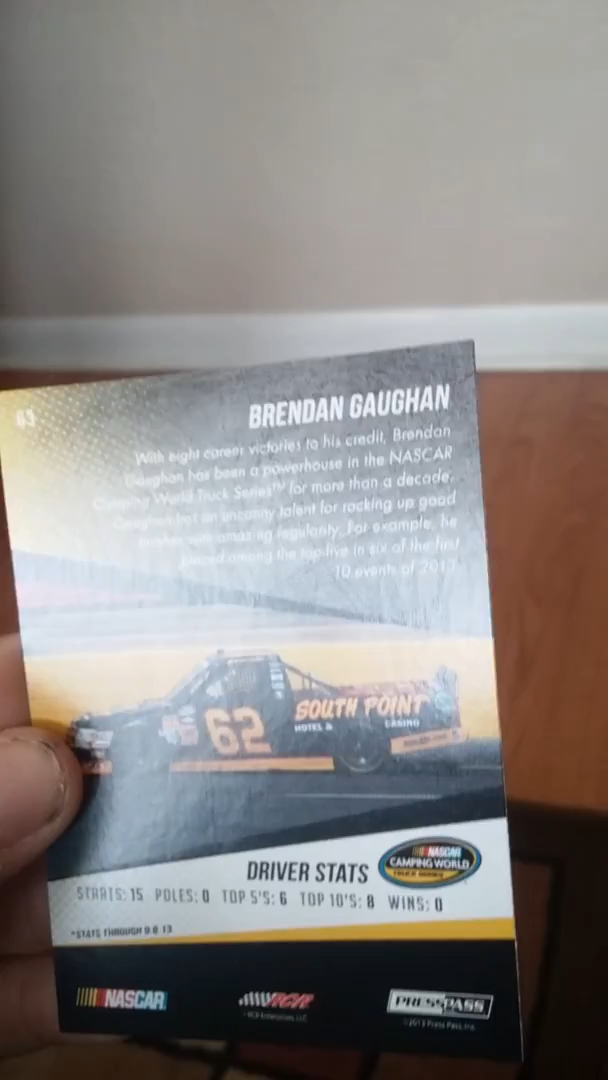 63
BRENDAN GAUGHAN
With eight career victories to his credit, Brendan
Gaughan has been a powerhouse in the NASCAR
Camping World Truck Series™ for more than a decade.
Gaughan has an uncanny talent for racking up good
finishes with amazing regularity. For example, he
placed among the top-five in six of the first
10 events of 2013.
62
SOUTH POINT
HOTEL & CASINO
NASCAR
CAMPING WORLD
TRUCK SERIES
DRIVER STATS
STARTS: 15 POLES: 0 TOP 5'S: 6 TOP 10'S: 8 WINS: 0
*STATS THROUGH 9.8.13
NASCAR
RCR
PRESS PASS
RCR Enterprises, LLC
©2013 Press Pass, Inc.